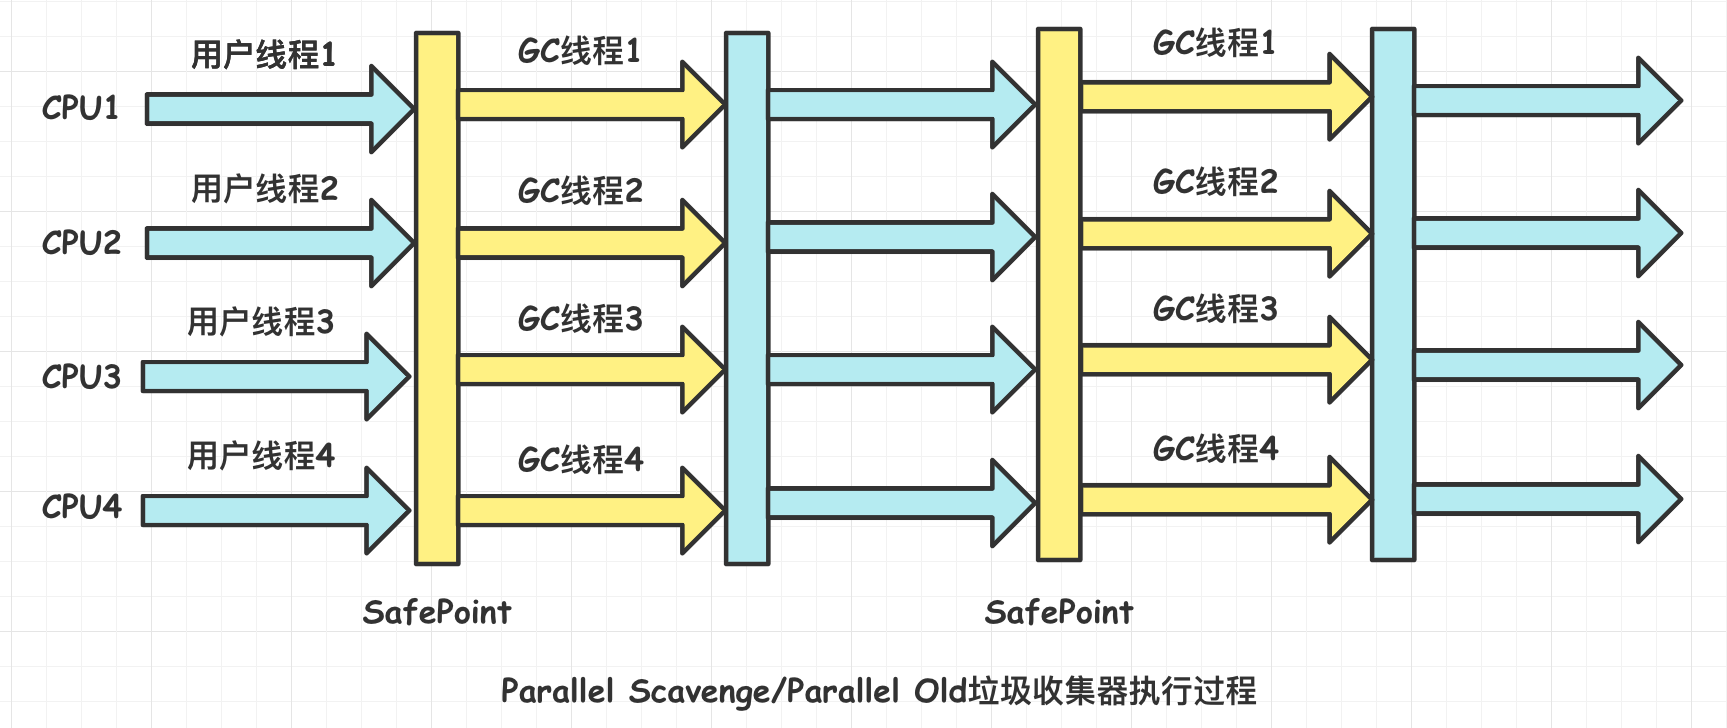 用户线程1
GC线程1
GC线程1
CPU1
用户线程2
GC线程2
GC线程2
CPU2
用户线程3
GC线程3
GC线程3
CPU3
用户线程4
GC线程4
GC线程4
CPU4
SafePoint
SafePoint
Parallel Scavenge/Parallel Old垃圾收集器执行过程